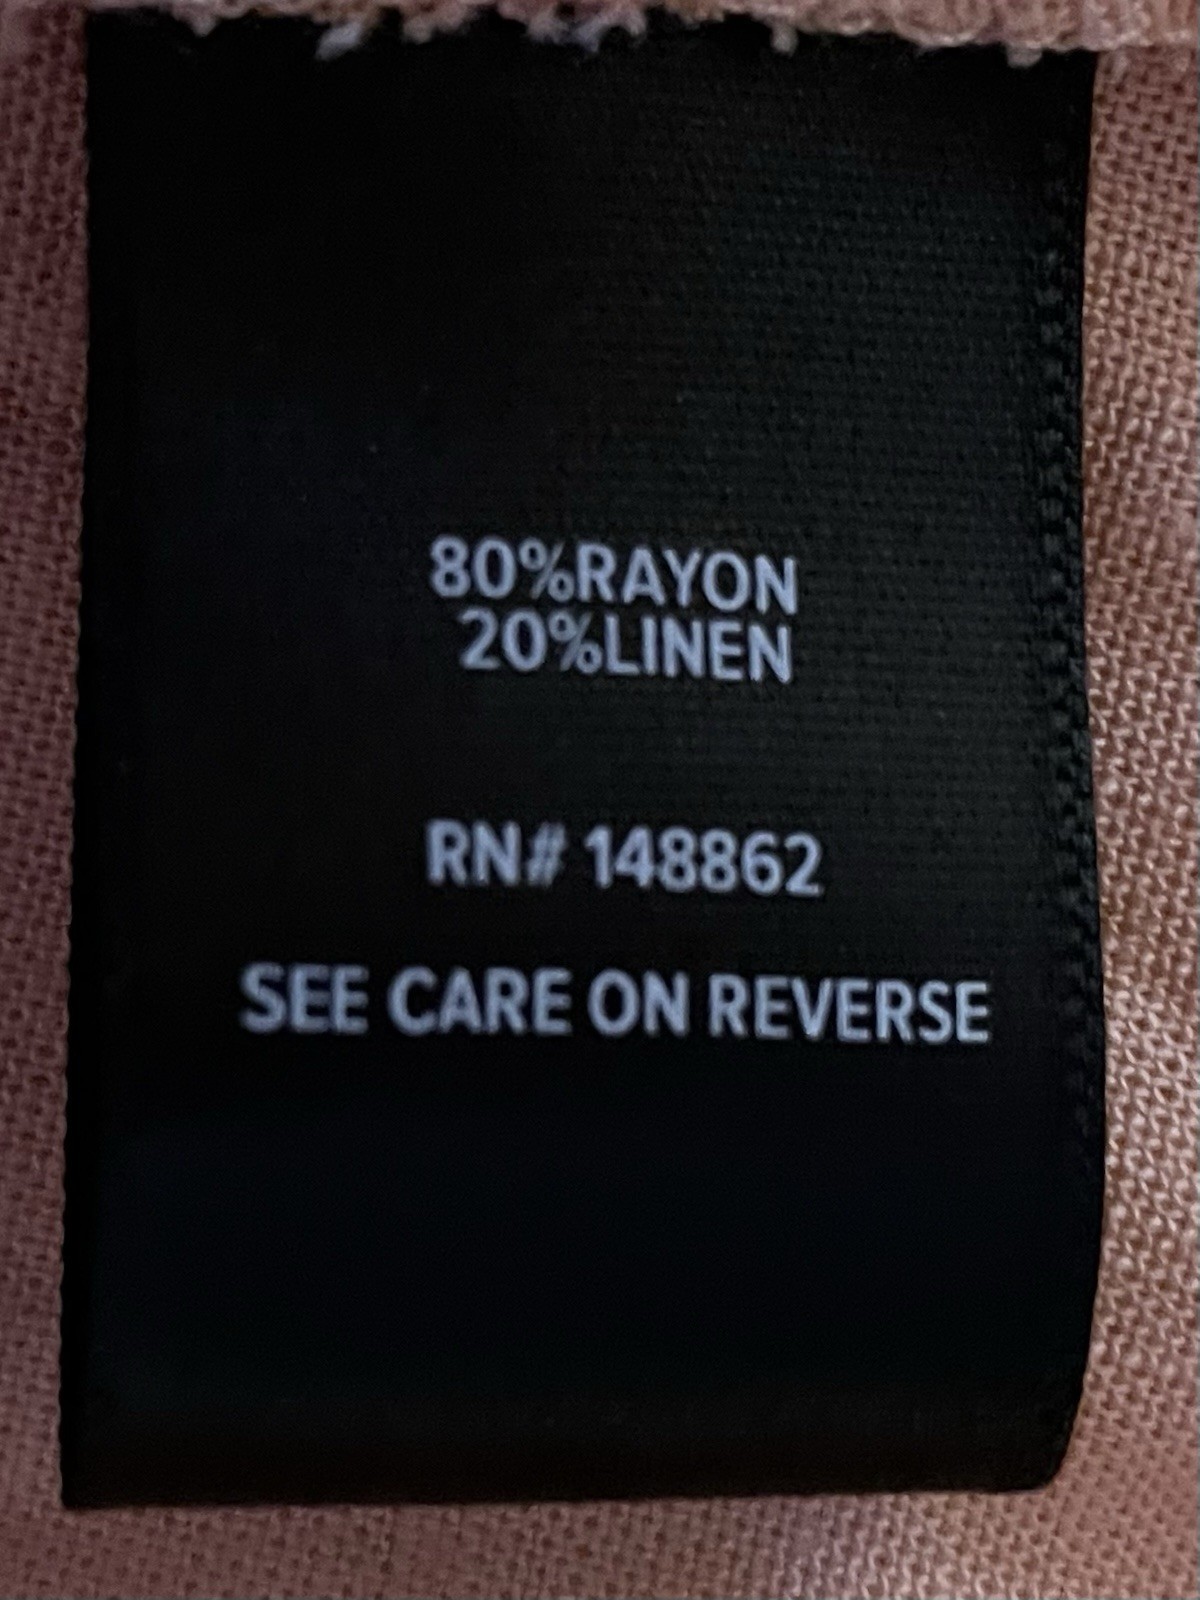 80%RAYON
20%LINEN
RN# 148862
SEE CARE ON REVERSE